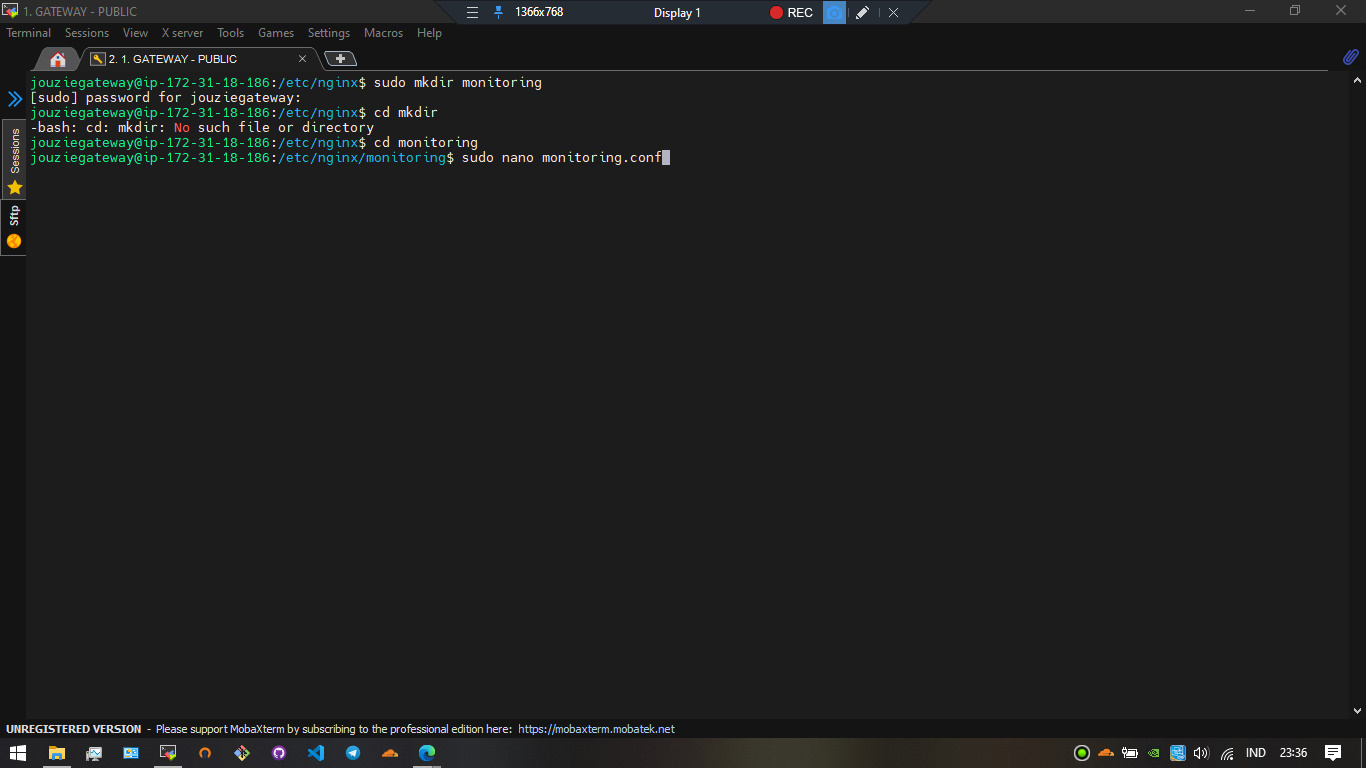 1. GATEWAY - PUBLIC
1366x768
Display 1
REC
Terminal Sessions View X server Tools Games Settings Macros Help
2. 1. GATEWAY - PUBLIC
jouziegateway@ip-172-31-18-186:/etc/nginx$ sudo mkdir monitoring
[sudo] password for jouziegateway:
jouziegateway@ip-172-31-18-186:/etc/nginx$ cd mkdir
-bash: cd: mkdir: No such file or directory
jouziegateway@ip-172-31-18-186:/etc/nginx$ cd monitoring
jouziegateway@ip-172-31-18-186:/etc/nginx/monitoring$ sudo nano monitoring.conf
Sessions
Sftp
UNREGISTERED VERSION - Please support MobaXterm by subscribing to the professional edition here: https://mobaxterm.mobatek.net
IND 23:36